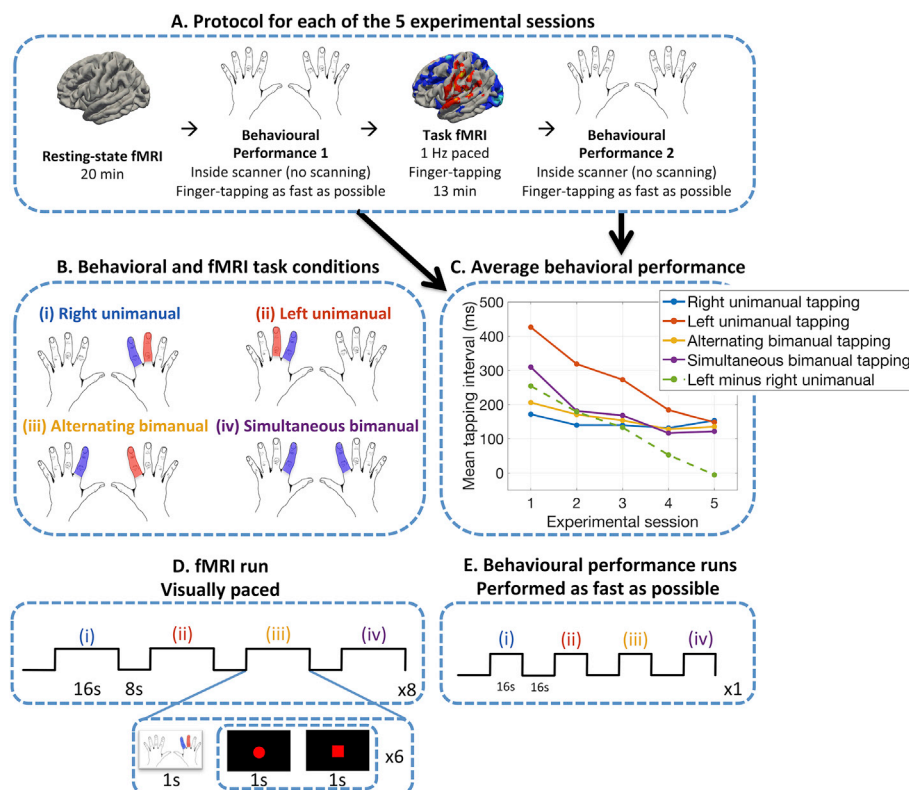 A. Protocol for each of the 5 experimental sessions
Resting-state fMRI
20 min
→
Behavioural
Performance 1
Inside scanner (no scanning)
Finger-tapping as fast as possible
→
Task fMRI
1 Hz paced
Finger-tapping
13 min
→
Behavioural
Performance 2
Inside scanner (no scanning)
Finger-tapping as fast as possible
B. Behavioral and fMRI task conditions
(i) Right unimanual
(ii) Left unimanual
(iii) Alternating bimanual
(iv) Simultaneous bimanual
C. Average behavioral performance
Mean tapping interval (ms)
500
400
300
200
100
0
Right unimanual tapping
Left unimanual tapping
Alternating bimanual tapping
Simultaneous bimanual tapping
Left minus right unimanual
1 2 3 4 5
Experimental session
D. fMRI run
Visually paced
(i) (ii) (iii) (iv)
16s 8s x8
x6
1s 1s 1s
E. Behavioural performance runs
Performed as fast as possible
(i) (ii) (iii) (iv)
16s 16s x1